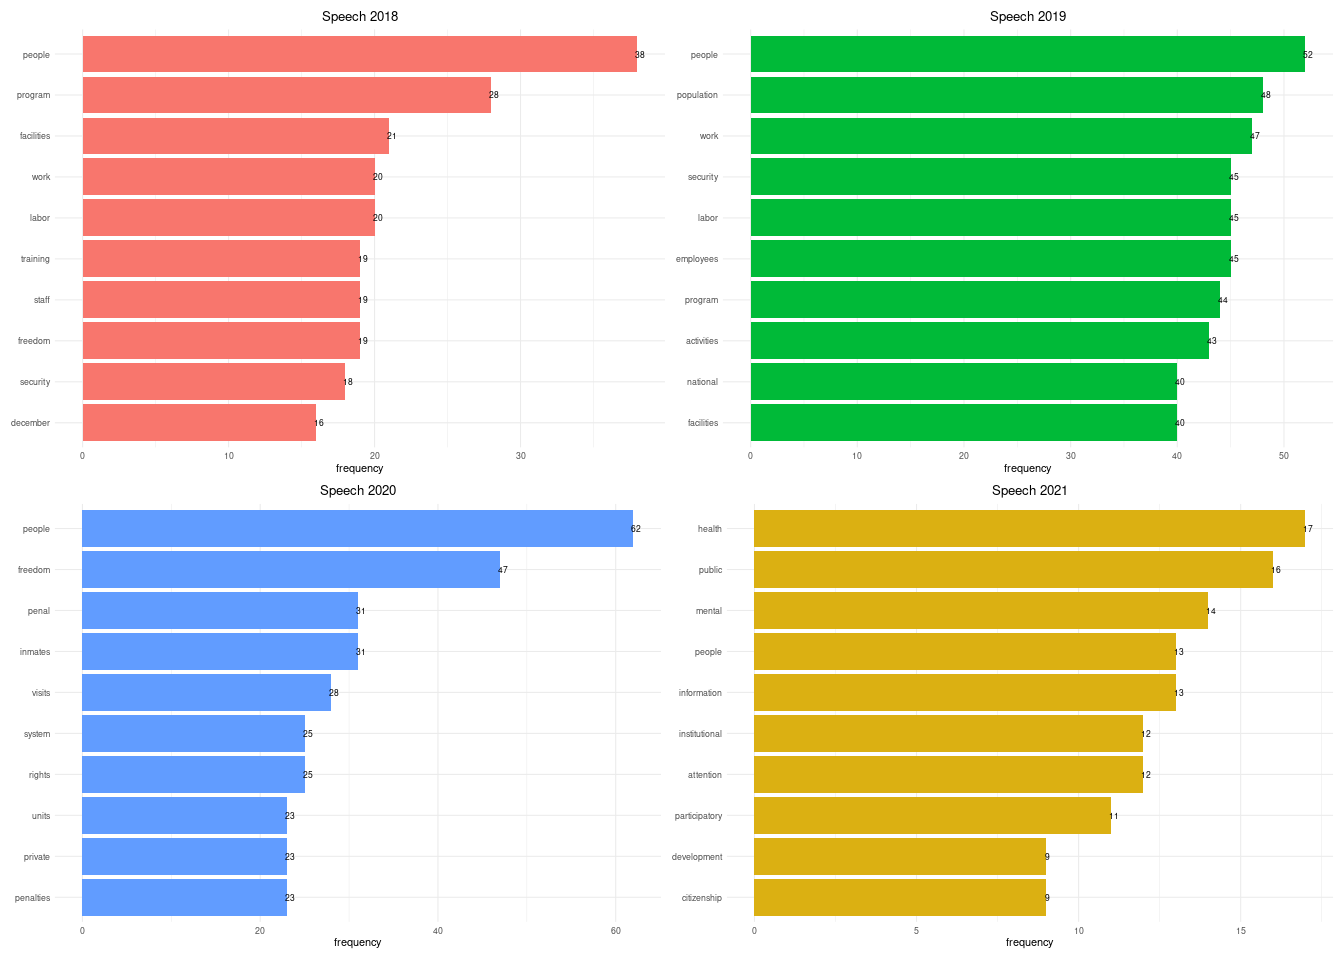 Speech 2018
people 38
program 28
facilities 21
work 20
labor 20
training 19
staff 19
freedom 19
security 18
december 16
0 10 20 30
frequency
Speech 2019
people 52
population 48
work 47
security 45
labor 45
employees 45
program 44
activities 43
national 40
facilities 40
0 10 20 30 40 50
frequency
Speech 2020
people 62
freedom 47
penal 31
inmates 31
visits 28
system 25
rights 25
units 23
private 23
penalties 23
0 20 40 60
frequency
Speech 2021
health 17
public 16
mental 14
people 13
information 13
institutional 12
attention 12
participatory 11
development 9
citizenship 9
0 5 10 15
frequency